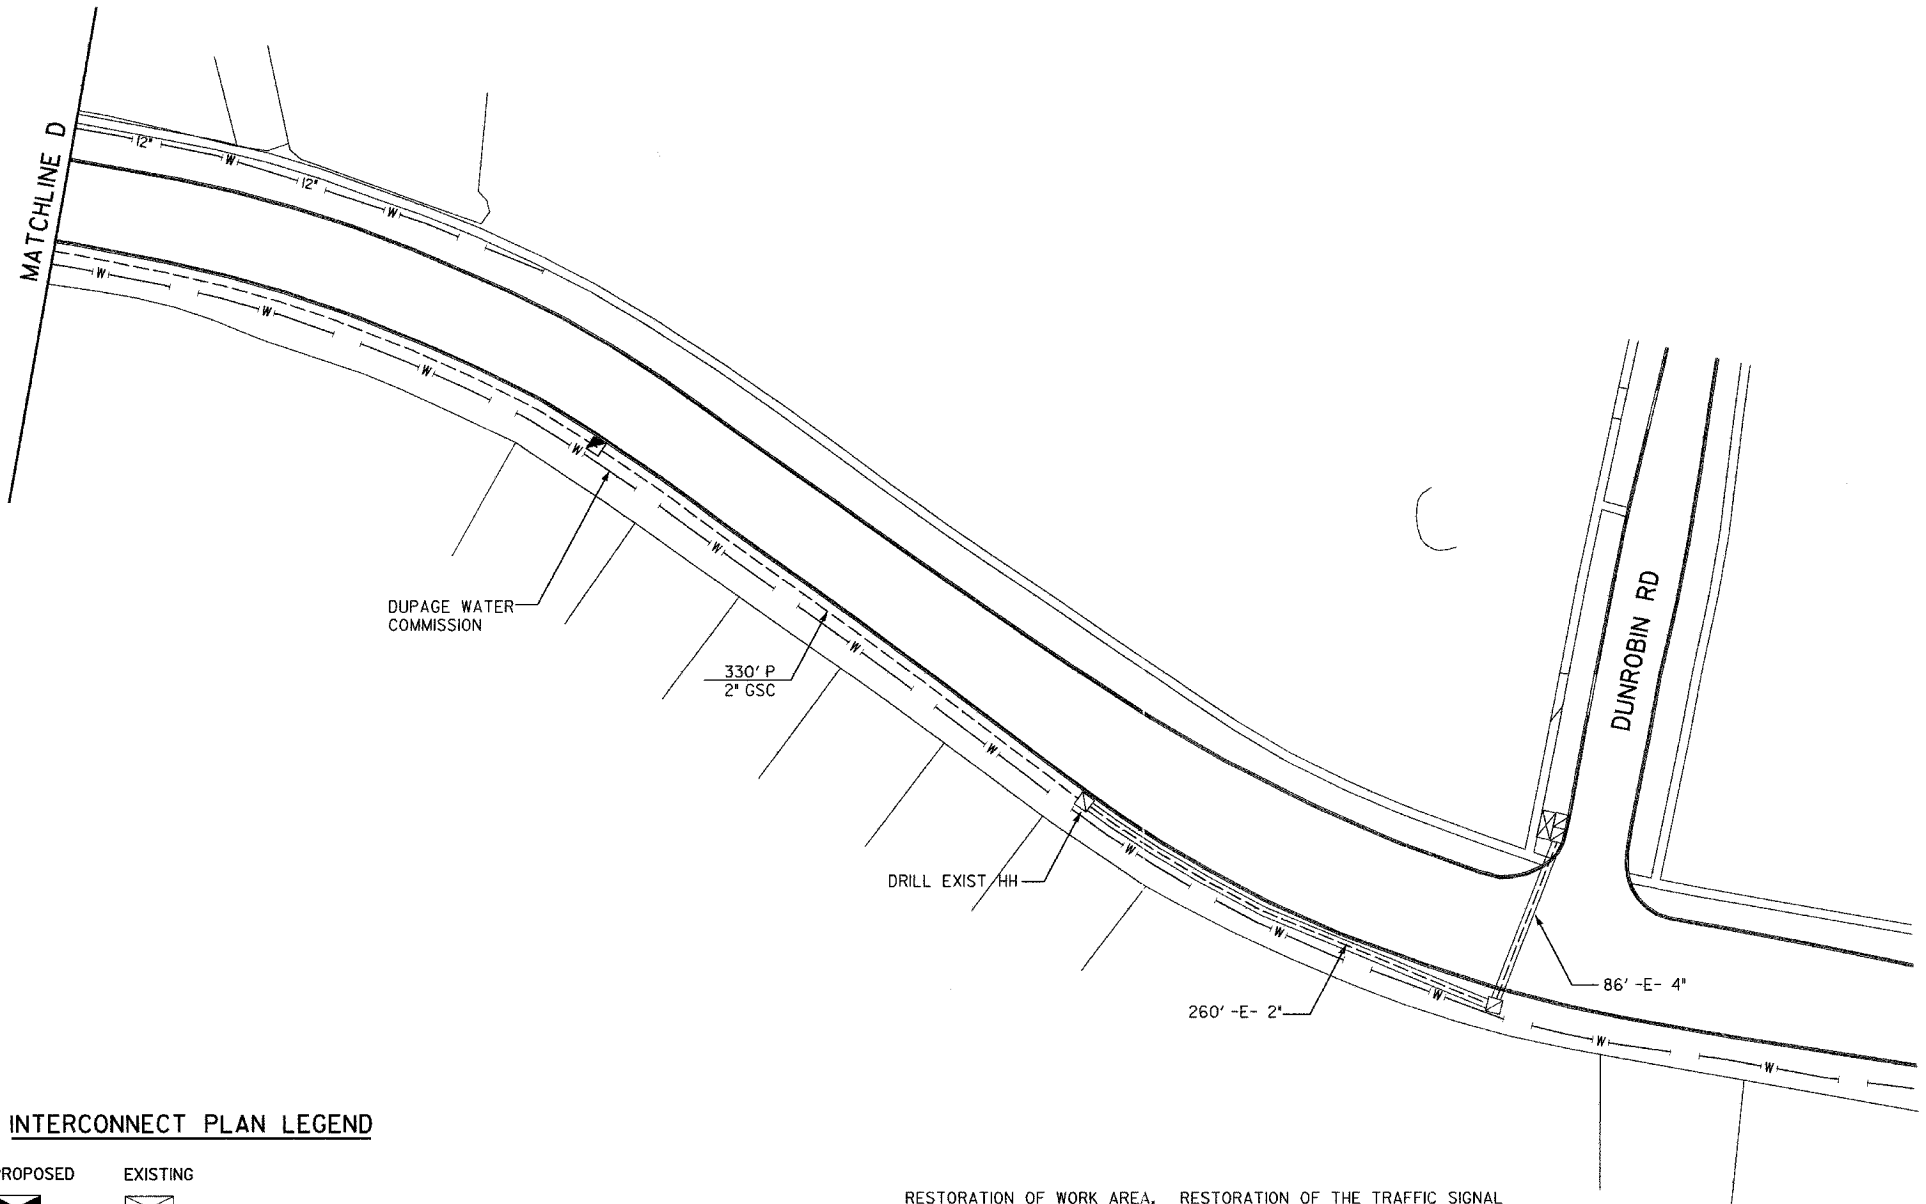 MATCHLINE D
12"
W
12"
W
W
W
W
W
W
W
W
W
W
W
W
W
W
DUPAGE WATER
COMMISSION
330' P
2" GSC
DRILL EXIST HH
260' -E- 2"
86' -E- 4"
DUNROBIN RD
INTERCONNECT PLAN LEGEND
PROPOSED EXISTING
RESTORATION OF WORK AREA. RESTORATION OF THE TRAFFIC SIGNAL